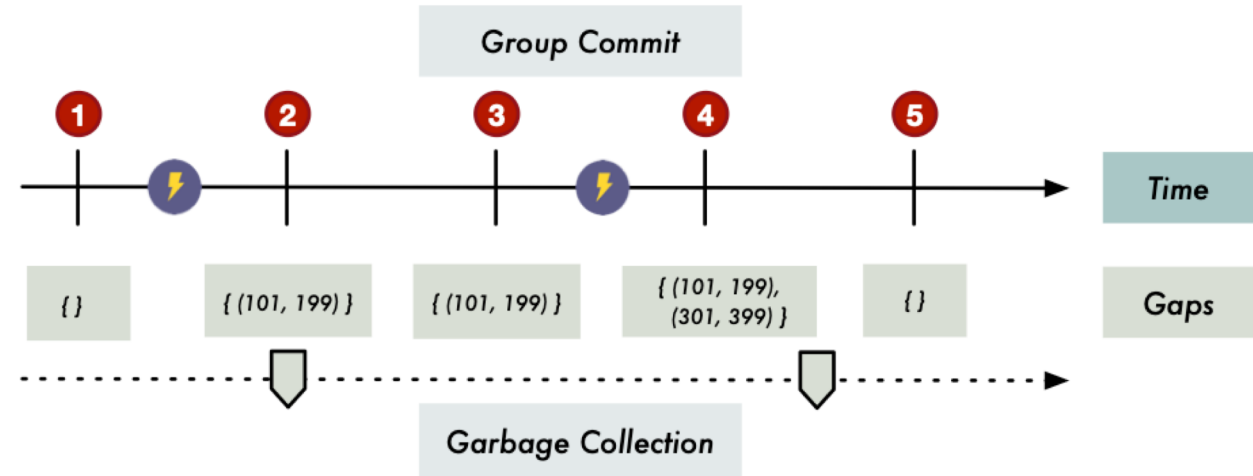 Group Commit
1 2 3 4 5
Time
{ } { (101, 199) } { (101, 199) } { (101, 199), { } Gaps
(301, 399) }
Garbage Collection